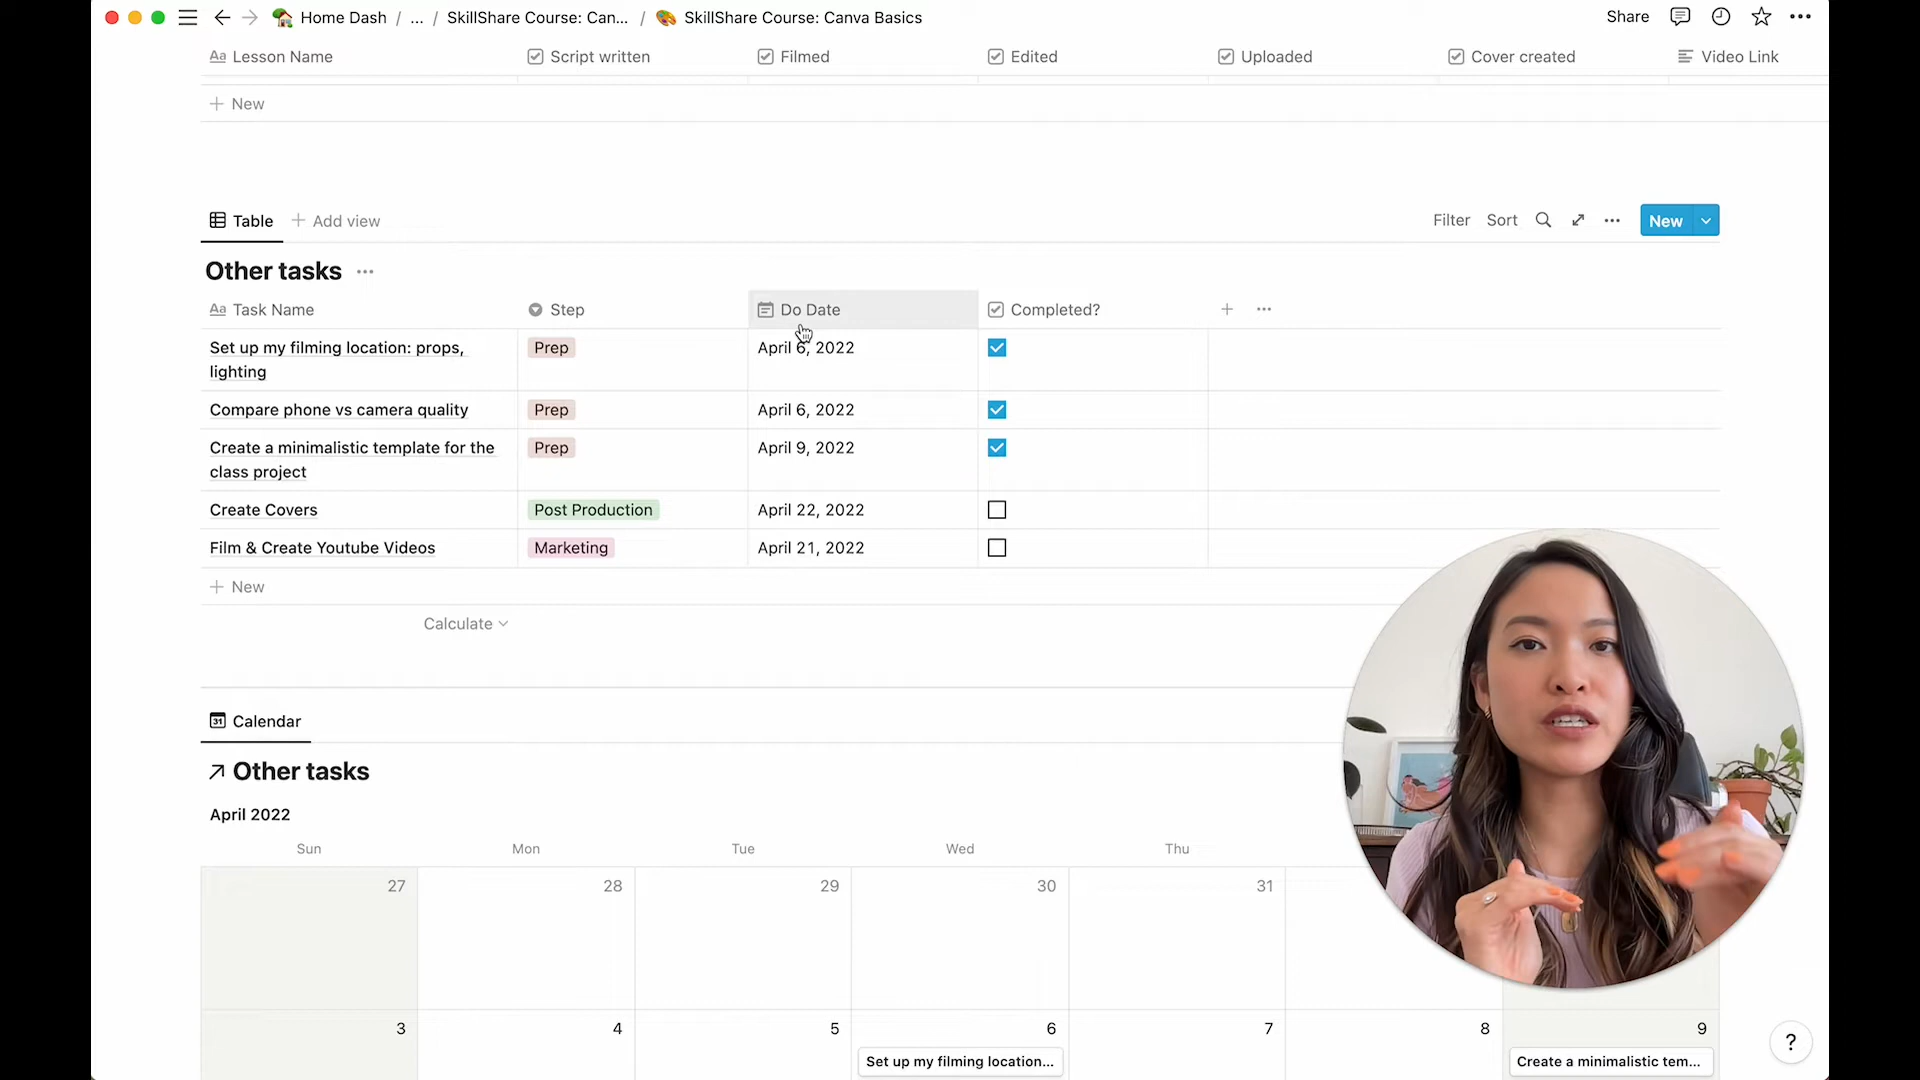 Home Dash / ... / SkillShare Course: Can... / SkillShare Course: Canva Basics
Share
Aa Lesson Name Script written Filmed Edited Uploaded Cover created Video Link
+ New
Table + Add view
Filter Sort New
Other tasks ...
Aa Task Name Step Do Date Completed? + ...
Set up my filming location: props, Prep April 6, 2022
lighting
Compare phone vs camera quality Prep April 6, 2022
Create a minimalistic template for the Prep April 9, 2022
class project
Create Covers Post Production April 22, 2022
Film & Create Youtube Videos Marketing April 21, 2022
+ New
Calculate
31 Calendar
Other tasks
April 2022
Sun Mon Tue Wed Thu
27 28 29 30 31
3 4 5 6 7 8 9
Set up my filming location... Create a minimalistic tem...
?